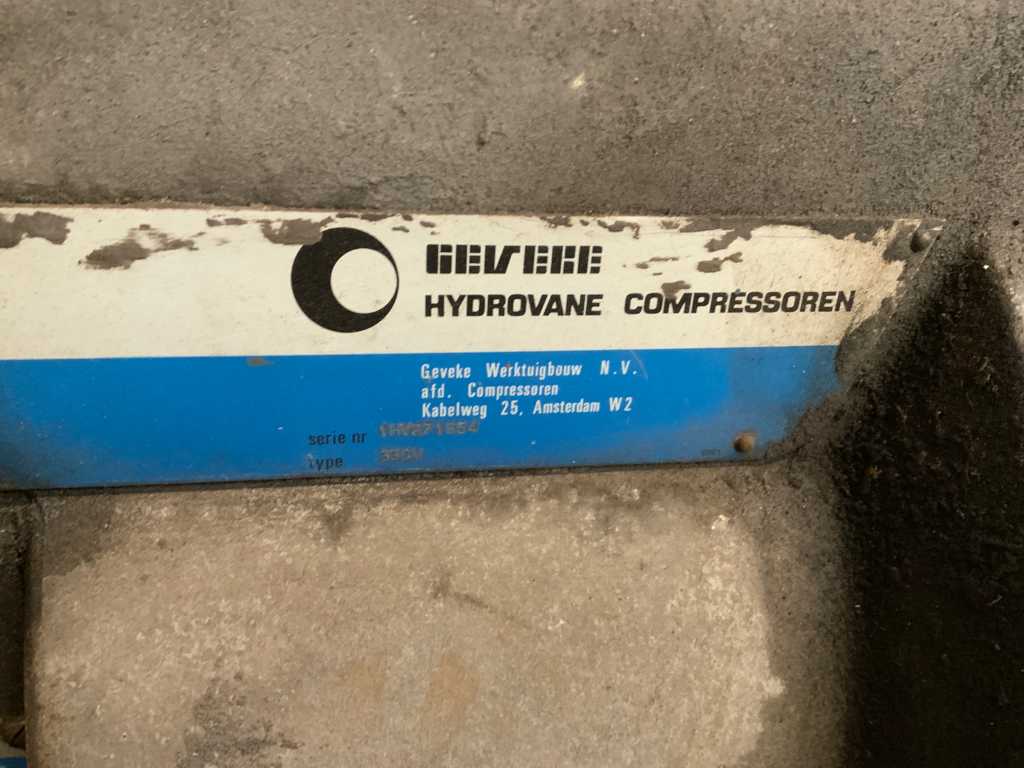 GEVEKE
HYDROVANE COMPRESSOREN
Geveke Werktuigbouw N.V.
afd. Compressoren
Kabelweg 25, Amsterdam W2
serie nr
type